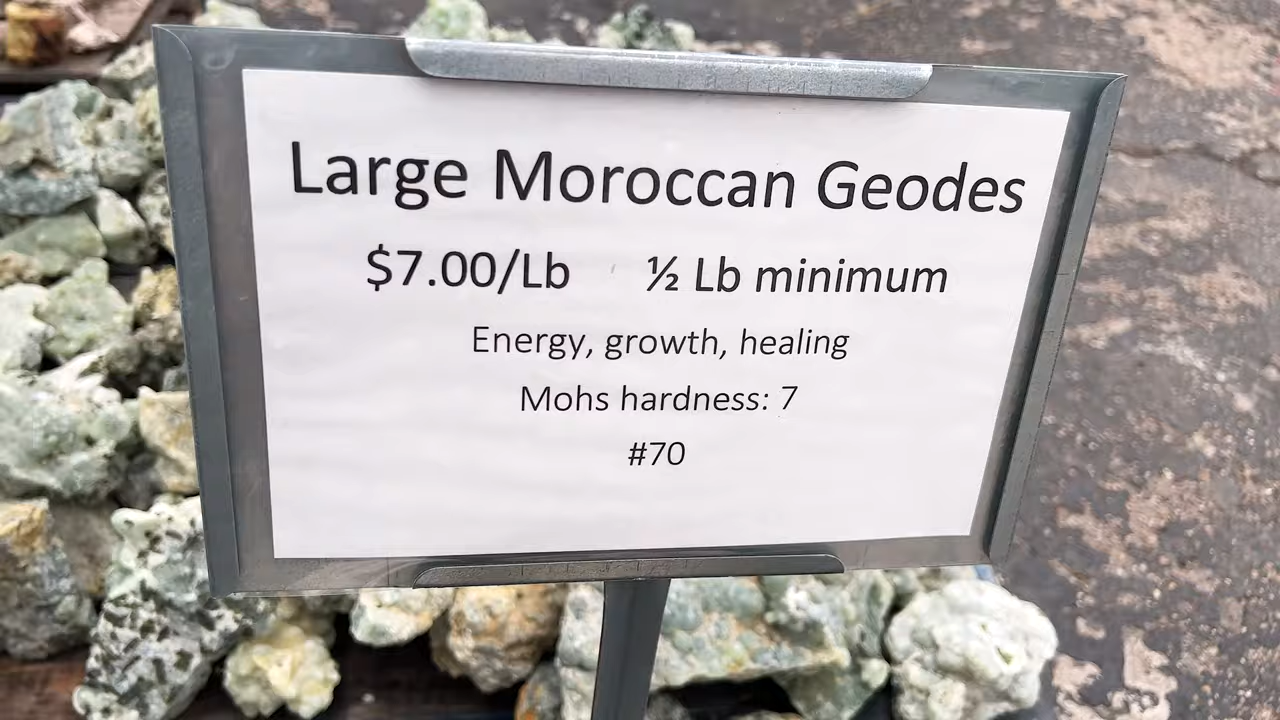 Large Moroccan Geodes
$7.00/Lb ½ Lb minimum
Energy, growth, healing
Mohs hardness: 7
#70